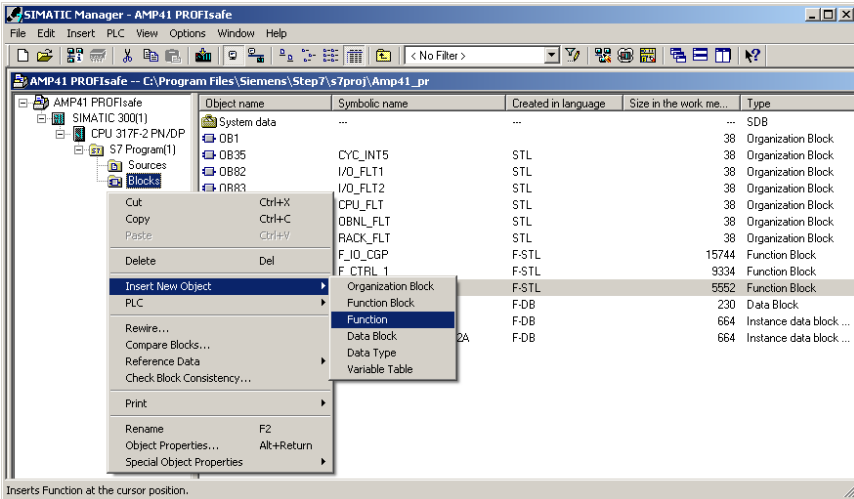 SIMATIC Manager - AMP41 PROFIsafe
File Edit Insert PLC View Options Window Help
< No Filter >
AMP41 PROFIsafe -- C:\Program Files\Siemens\Step7\s7proj\Amp41_pr
AMP41 PROFIsafe
SIMATIC 300(1)
CPU 317F-2 PN/DP
S7 Program(1)
Sources
Blocks
Object name Symbolic name Created in language Size in the work me... Type
System data --- --- --- SDB
OB1 38 Organization Block
OB35 CYC_INT5 STL 38 Organization Block
OB82 I/O_FLT1 STL 38 Organization Block
OB83 I/O_FLT2 STL 38 Organization Block
CPU_FLT STL 38 Organization Block
OBNL_FLT STL 38 Organization Block
RACK_FLT STL 38 Organization Block
F_IO_CGP F-STL 15744 Function Block
F_CTRL_1 F-STL 9334 Function Block
F-STL 5552 Function Block
F-DB 230 Data Block
F-DB 664 Instance data block ...
2A F-DB 664 Instance data block ...
Cut Ctrl+X
Copy Ctrl+C
Paste Ctrl+V
Delete Del
Insert New Object
PLC
Rewire...
Compare Blocks...
Reference Data
Check Block Consistency...
Print
Rename F2
Object Properties... Alt+Return
Special Object Properties
Organization Block
Function Block
Function
Data Block
Data Type
Variable Table
Inserts Function at the cursor position.